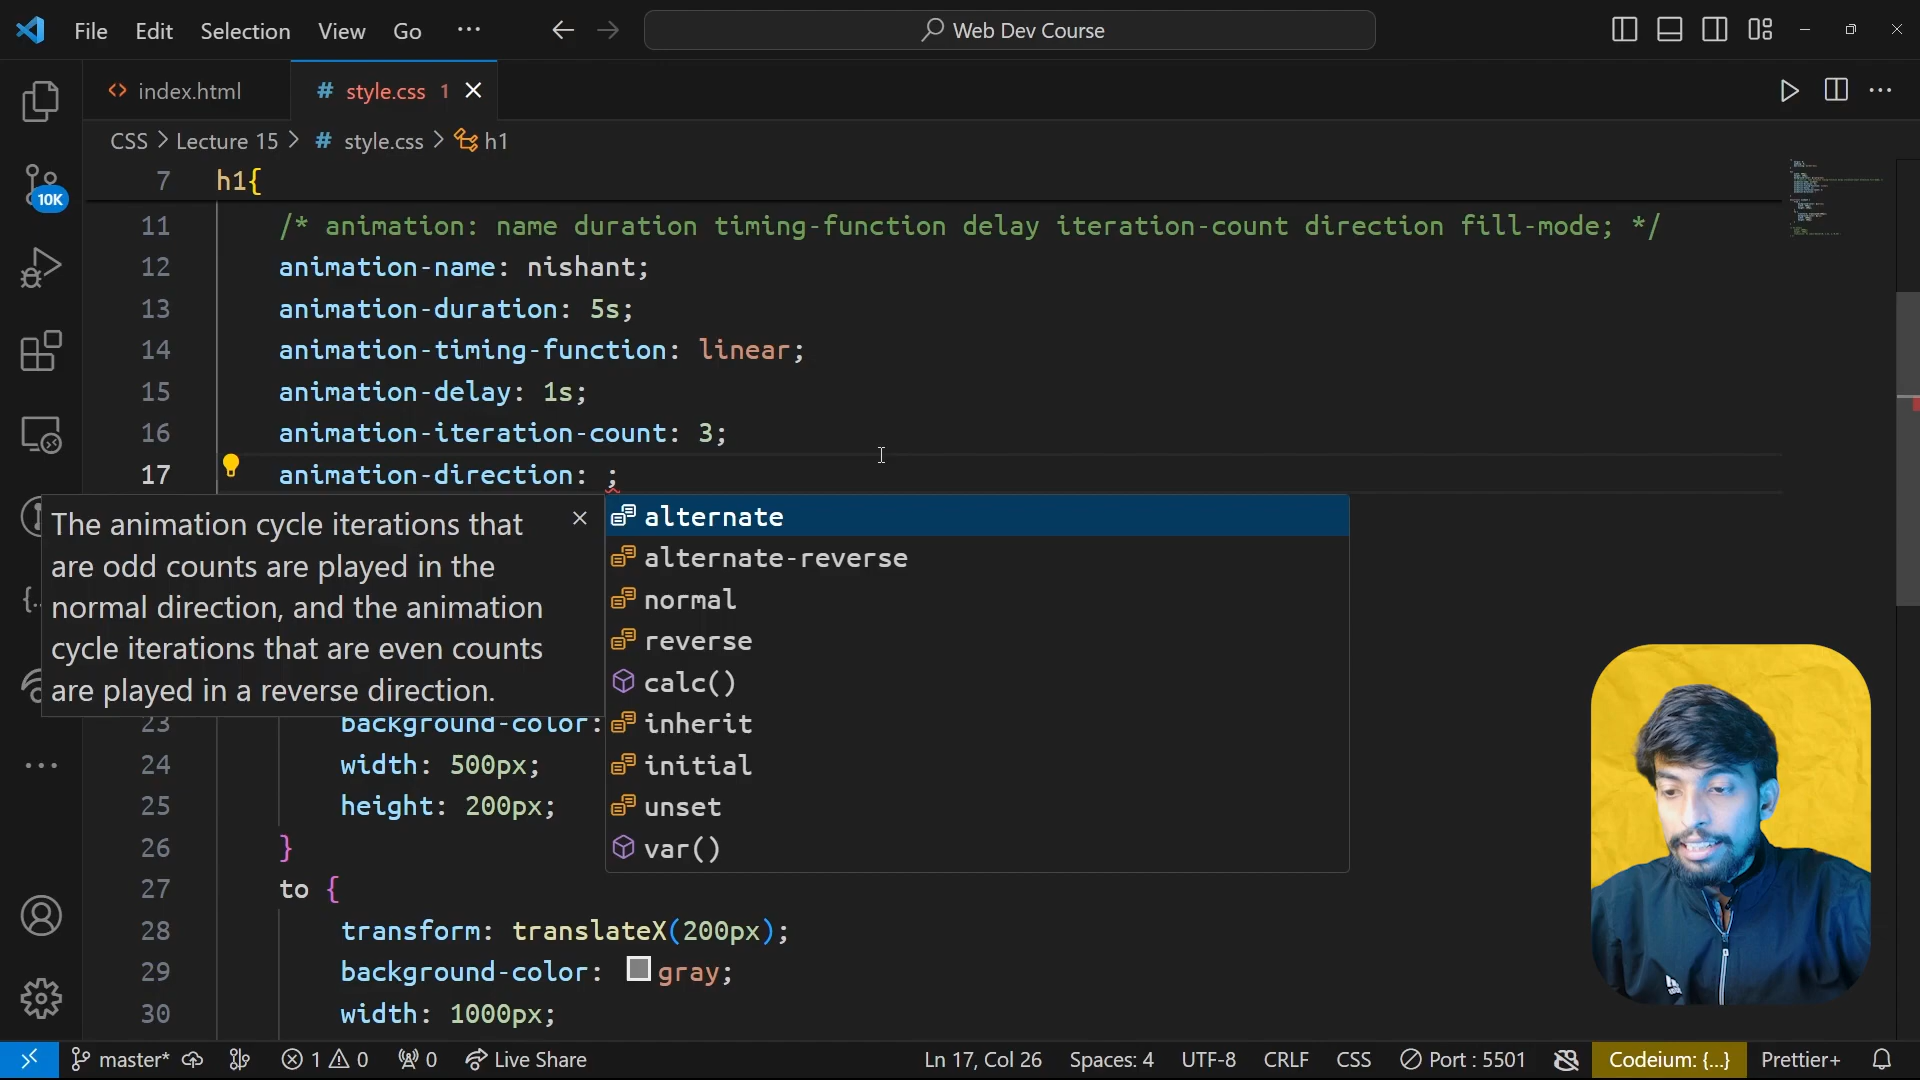 File Edit Selection View Go ···
Web Dev Course
index.html
# style.css 1
CSS > Lecture 15 > # style.css > h1
10K
7 h1{
11 /* animation: name duration timing-function delay iteration-count direction fill-mode; */
12 animation-name: nishant;
13 animation-duration: 5s;
14 animation-timing-function: linear;
15 animation-delay: 1s;
16 animation-iteration-count: 3;
17 animation-direction: ;
The animation cycle iterations that
are odd counts are played in the
normal direction, and the animation
cycle iterations that are even counts
are played in a reverse direction.
alternate
alternate-reverse
normal
reverse
calc()
inherit
initial
unset
var()
23 background-color:
24 width: 500px;
25 height: 200px;
26 }
27 to {
28 transform: translateX(200px);
29 background-color: gray;
30 width: 1000px;
master* 1 0 0 Live Share Ln 17, Col 26 Spaces: 4 UTF-8 CRLF CSS Port : 5501 Codeium: {...} Prettier+